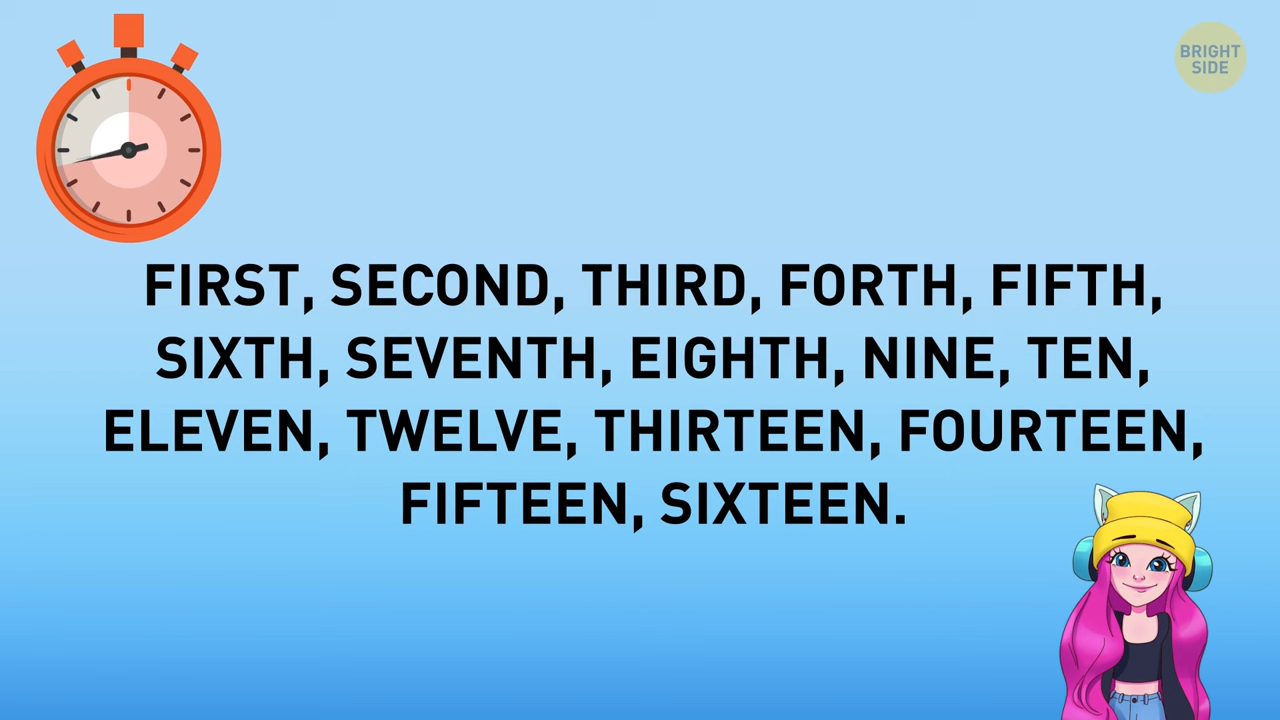 BRIGHT
SIDE
FIRST, SECOND, THIRD, FORTH, FIFTH,
SIXTH, SEVENTH, EIGHTH, NINE, TEN,
ELEVEN, TWELVE, THIRTEEN, FOURTEEN,
FIFTEEN, SIXTEEN.